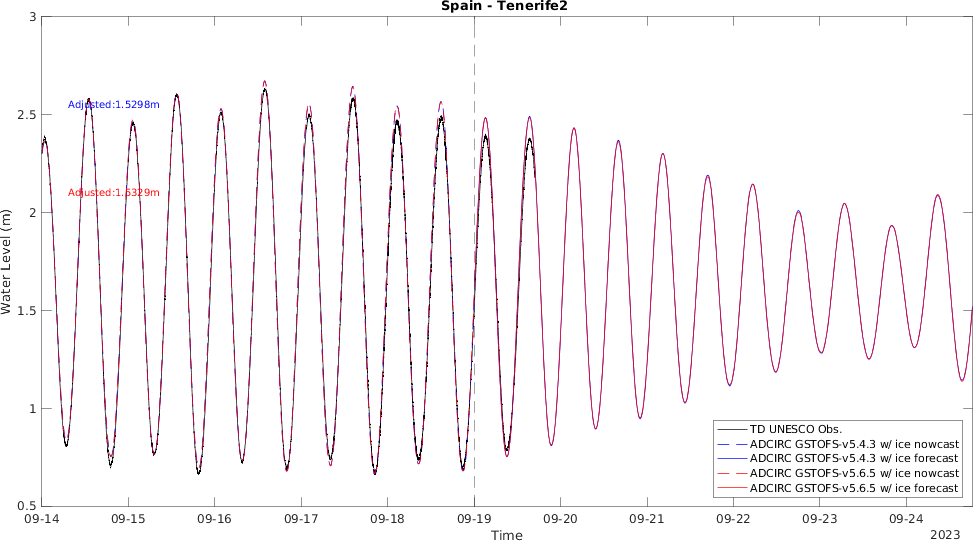 Spain - Tenerife2
3
2.5
2
1.5
1
0.5
Water Level (m)
Adjusted:1.5298m
Adjusted:1.5329m
TD UNESCO Obs.
ADCIRC GSTOFS-v5.4.3 w/ ice nowcast
ADCIRC GSTOFS-v5.4.3 w/ ice forecast
ADCIRC GSTOFS-v5.6.5 w/ ice nowcast
ADCIRC GSTOFS-v5.6.5 w/ ice forecast
09-14 09-15 09-16 09-17 09-18 09-19 09-20 09-21 09-22 09-23 09-24
Time
2023